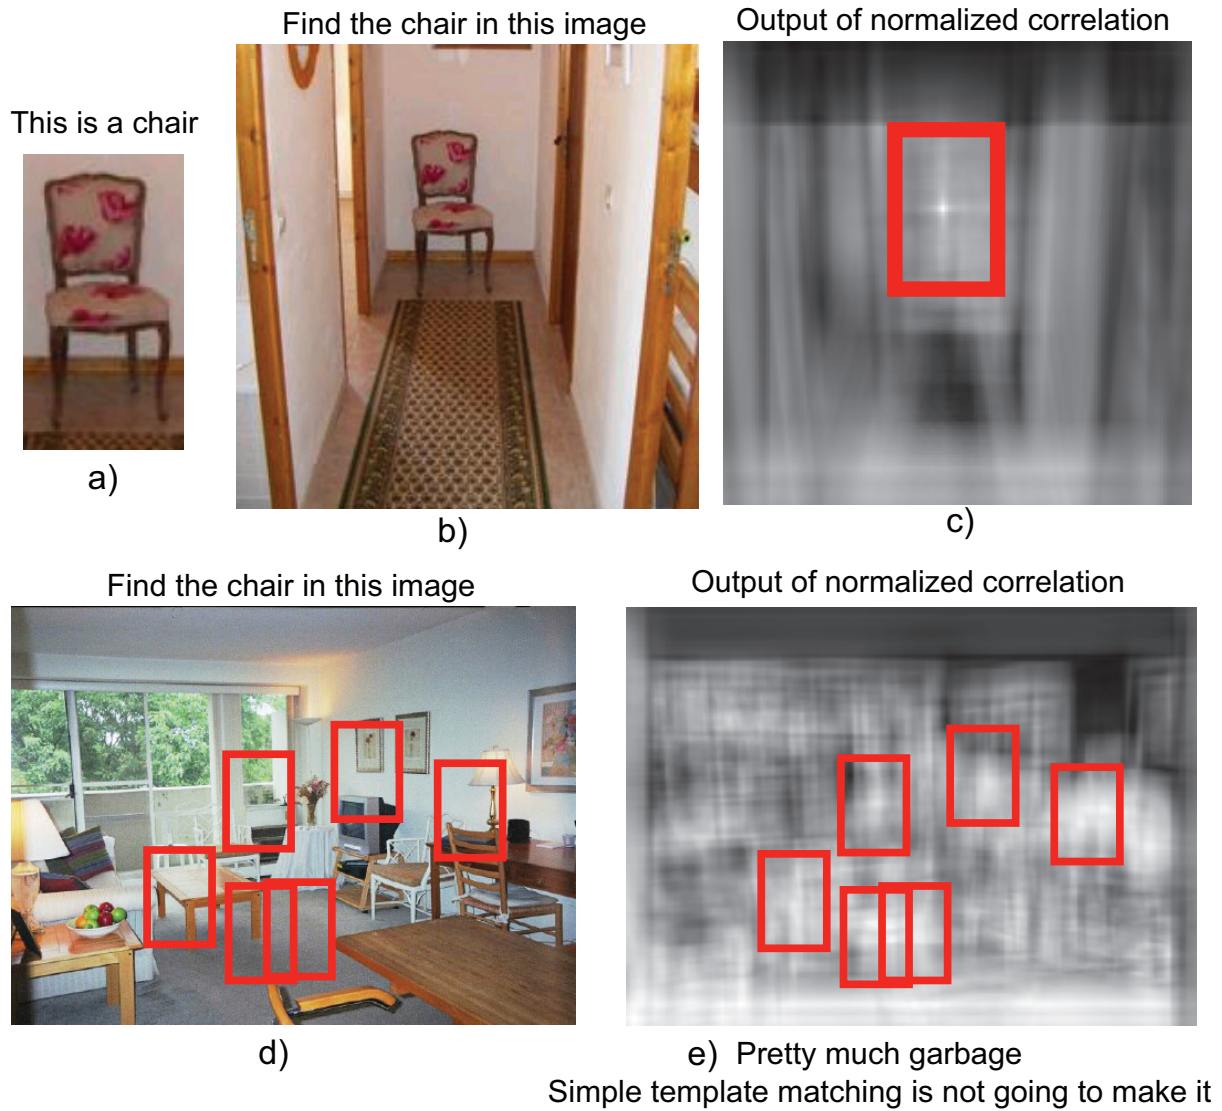 Find the chair in this image
Output of normalized correlation
This is a chair
a)
b)
c)
Find the chair in this image
Output of normalized correlation
d)
e) Pretty much garbage
Simple template matching is not going to make it